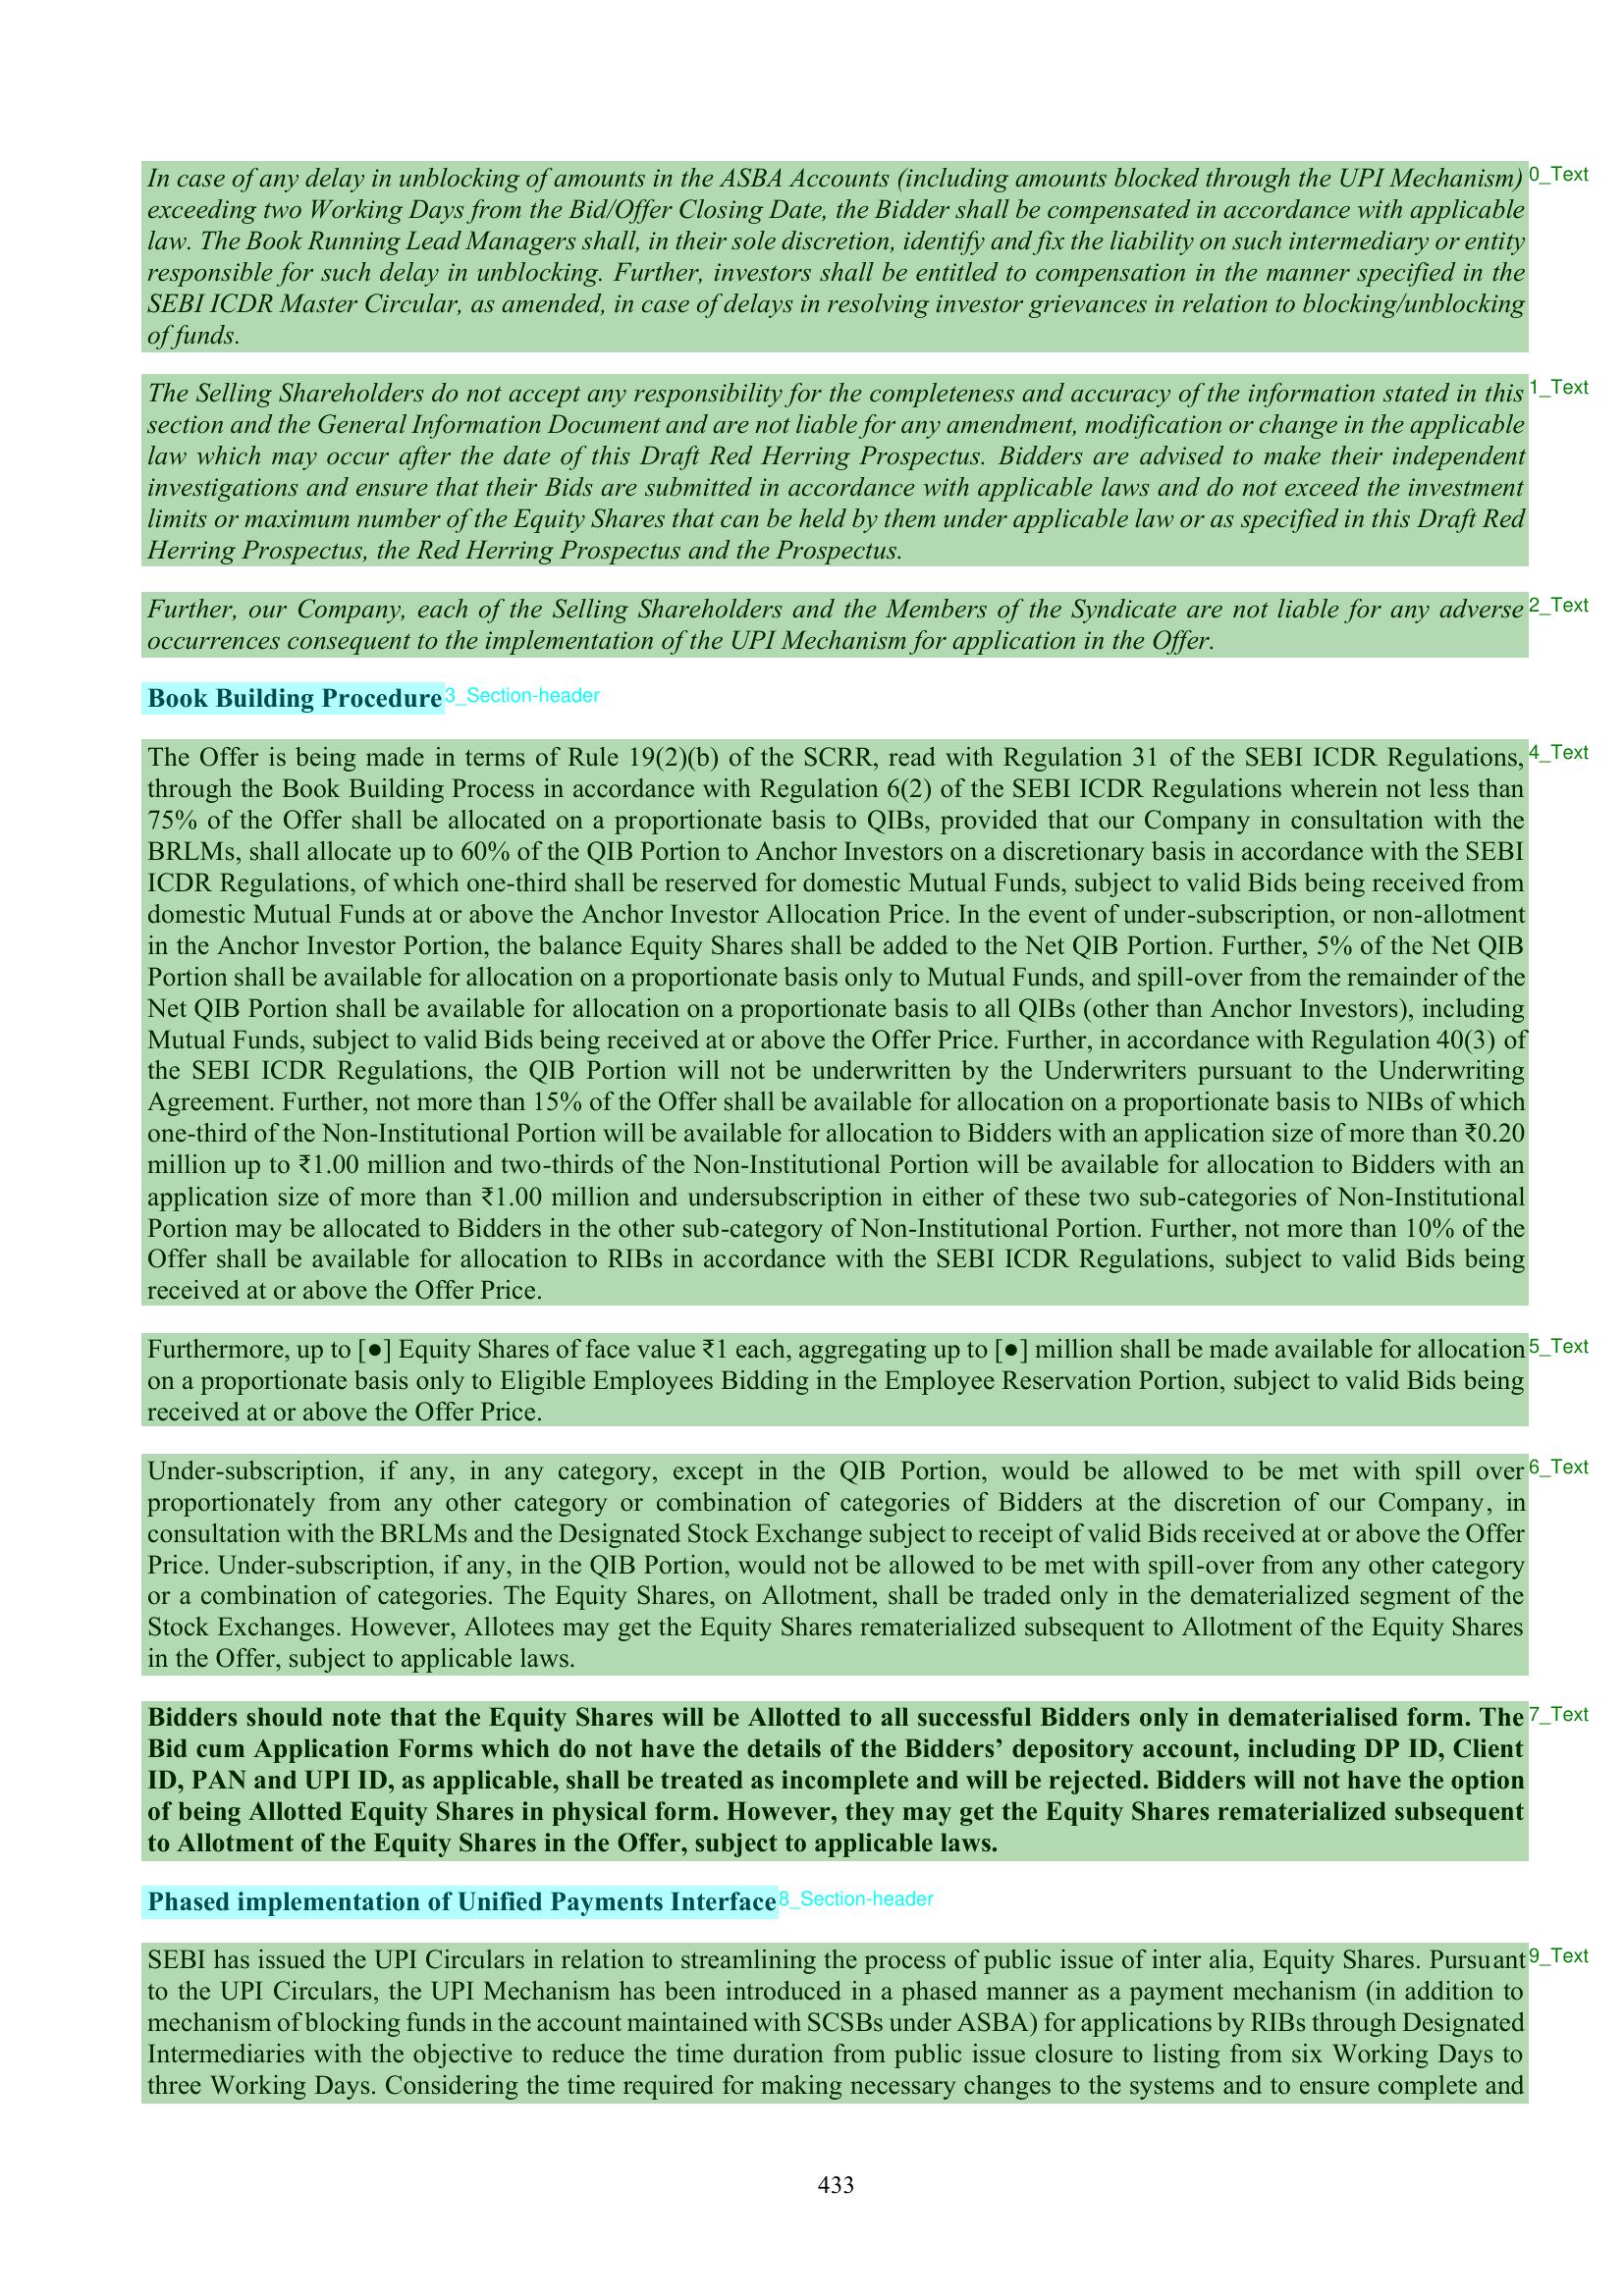 In case of any delay in unblocking of amounts in the ASBA Accounts (including amounts blocked through the UPI Mechanism) 0_Text
exceeding two Working Days from the Bid/Offer Closing Date, the Bidder shall be compensated in accordance with applicable
law. The Book Running Lead Managers shall, in their sole discretion, identify and fix the liability on such intermediary or entity
responsible for such delay in unblocking. Further, investors shall be entitled to compensation in the manner specified in the
SEBI ICDR Master Circular, as amended, in case of delays in resolving investor grievances in relation to blocking/unblocking
of funds.
The Selling Shareholders do not accept any responsibility for the completeness and accuracy of the information stated in this 1_Text
section and the General Information Document and are not liable for any amendment, modification or change in the applicable
law which may occur after the date of this Draft Red Herring Prospectus. Bidders are advised to make their independent
investigations and ensure that their Bids are submitted in accordance with applicable laws and do not exceed the investment
limits or maximum number of the Equity Shares that can be held by them under applicable law or as specified in this Draft Red
Herring Prospectus, the Red Herring Prospectus and the Prospectus.
Further, our Company, each of the Selling Shareholders and the Members of the Syndicate are not liable for any adverse 2_Text
occurrences consequent to the implementation of the UPI Mechanism for application in the Offer.
Book Building Procedure 3_Section-header
The Offer is being made in terms of Rule 19(2)(b) of the SCRR, read with Regulation 31 of the SEBI ICDR Regulations, 4_Text
through the Book Building Process in accordance with Regulation 6(2) of the SEBI ICDR Regulations wherein not less than
75% of the Offer shall be allocated on a proportionate basis to QIBs, provided that our Company in consultation with the
BRLMs, shall allocate up to 60% of the QIB Portion to Anchor Investors on a discretionary basis in accordance with the SEBI
ICDR Regulations, of which one-third shall be reserved for domestic Mutual Funds, subject to valid Bids being received from
domestic Mutual Funds at or above the Anchor Investor Allocation Price. In the event of under-subscription, or non-allotment
in the Anchor Investor Portion, the balance Equity Shares shall be added to the Net QIB Portion. Further, 5% of the Net QIB
Portion shall be available for allocation on a proportionate basis only to Mutual Funds, and spill-over from the remainder of the
Net QIB Portion shall be available for allocation on a proportionate basis to all QIBs (other than Anchor Investors), including
Mutual Funds, subject to valid Bids being received at or above the Offer Price. Further, in accordance with Regulation 40(3) of
the SEBI ICDR Regulations, the QIB Portion will not be underwritten by the Underwriters pursuant to the Underwriting
Agreement. Further, not more than 15% of the Offer shall be available for allocation on a proportionate basis to NIBs of which
one-third of the Non-Institutional Portion will be available for allocation to Bidders with an application size of more than ₹0.20
million up to ₹1.00 million and two-thirds of the Non-Institutional Portion will be available for allocation to Bidders with an
application size of more than ₹1.00 million and undersubscription in either of these two sub-categories of Non-Institutional
Portion may be allocated to Bidders in the other sub-category of Non-Institutional Portion. Further, not more than 10% of the
Offer shall be available for allocation to RIBs in accordance with the SEBI ICDR Regulations, subject to valid Bids being
received at or above the Offer Price.
Furthermore, up to [●] Equity Shares of face value ₹1 each, aggregating up to [●] million shall be made available for allocation 5_Text
on a proportionate basis only to Eligible Employees Bidding in the Employee Reservation Portion, subject to valid Bids being
received at or above the Offer Price.
Under-subscription, if any, in any category, except in the QIB Portion, would be allowed to be met with spill over 6_Text
proportionately from any other category or combination of categories of Bidders at the discretion of our Company, in
consultation with the BRLMs and the Designated Stock Exchange subject to receipt of valid Bids received at or above the Offer
Price. Under-subscription, if any, in the QIB Portion, would not be allowed to be met with spill-over from any other category
or a combination of categories. The Equity Shares, on Allotment, shall be traded only in the dematerialized segment of the
Stock Exchanges. However, Allotees may get the Equity Shares rematerialized subsequent to Allotment of the Equity Shares
in the Offer, subject to applicable laws.
Bidders should note that the Equity Shares will be Allotted to all successful Bidders only in dematerialised form. The 7_Text
Bid cum Application Forms which do not have the details of the Bidders’ depository account, including DP ID, Client
ID, PAN and UPI ID, as applicable, shall be treated as incomplete and will be rejected. Bidders will not have the option
of being Allotted Equity Shares in physical form. However, they may get the Equity Shares rematerialized subsequent
to Allotment of the Equity Shares in the Offer, subject to applicable laws.
Phased implementation of Unified Payments Interface 8_Section-header
SEBI has issued the UPI Circulars in relation to streamlining the process of public issue of inter alia, Equity Shares. Pursuant 9_Text
to the UPI Circulars, the UPI Mechanism has been introduced in a phased manner as a payment mechanism (in addition to
mechanism of blocking funds in the account maintained with SCSBs under ASBA) for applications by RIBs through Designated
Intermediaries with the objective to reduce the time duration from public issue closure to listing from six Working Days to
three Working Days. Considering the time required for making necessary changes to the systems and to ensure complete and
433